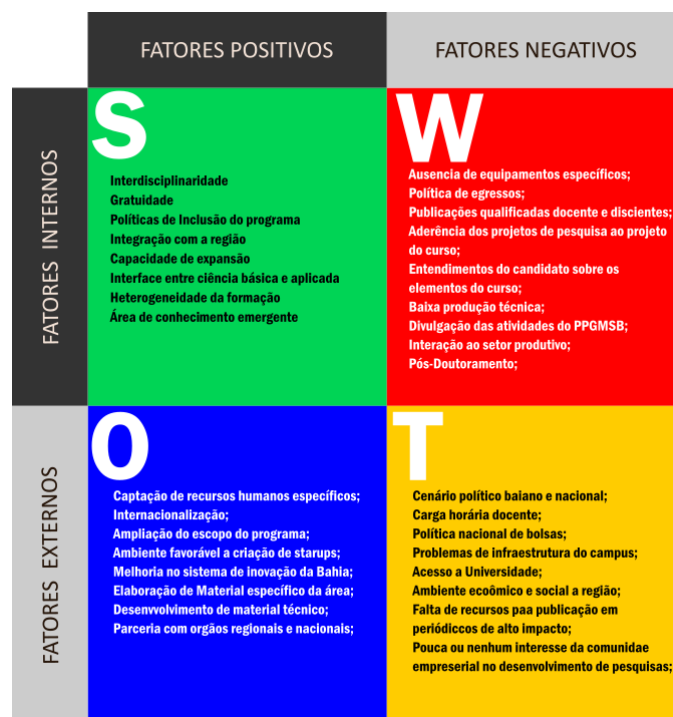 FATORES POSITIVOS
FATORES NEGATIVOS
FATORES INTERNOS
S
Interdisciplinaridade
Gratuidade
Políticas de Inclusão do programa
Integração com a região
Capacidade de expansão
Interface entre ciência básica e aplicada
Heterogeneidade da formação
Área de conhecimento emergente
W
Ausencia de equipamentos específicos;
Política de egressos;
Publicações qualificadas docente e discientes;
Aderência dos projetos de pesquisa ao projeto
do curso;
Entendimentos do candidato sobre os
elementos do curso;
Baixa produção técnica;
Divulgação das atividades do PPGMSB;
Interação ao setor produtivo;
Pós-Doutoramento;
FATORES EXTERNOS
O
Captação de recursos humanos específicos;
Internacionalização;
Ampliação do escopo do programa;
Ambiente favorável a criação de starups;
Melhoria no sistema de inovação da Bahia;
Elaboração de Material específico da área;
Desenvolvimento de material técnico;
Parceria com orgãos regionais e nacionais;
T
Cenário político baiano e nacional;
Carga horária docente;
Política nacional de bolsas;
Problemas de infraestrutura do campus;
Acesso a Universidade;
Ambiente ecoômico e social a região;
Falta de recursos paa publicação em
periódiccos de alto impacto;
Pouca ou nenhum interesse da comunidae
empreserial no desenvolvimento de pesquisas;